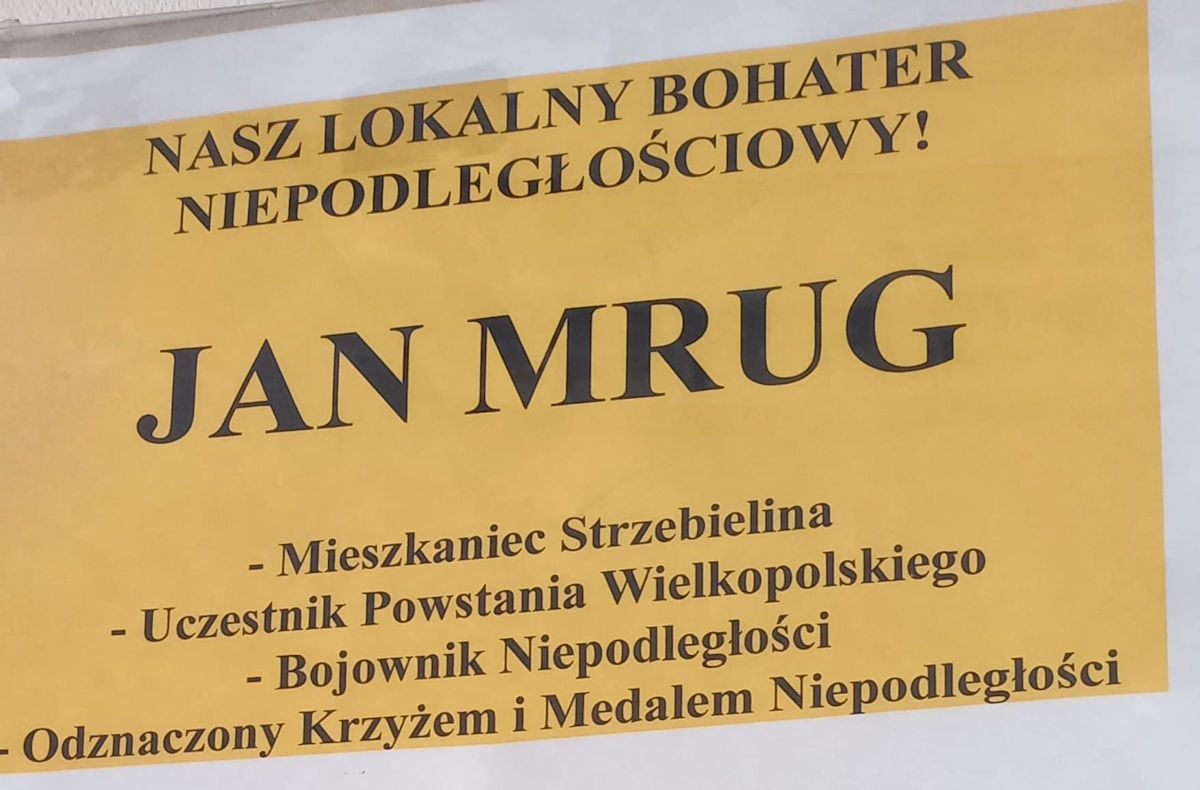 NASZ LOKALNY BOHATER
NIEPODLEGŁOŚCIOWY!
JAN MRUG
- Mieszkaniec Strzebielina
- Uczestnik Powstania Wielkopolskiego
- Bojownik Niepodległości
- Odznaczony Krzyżem i Medalem Niepodległości